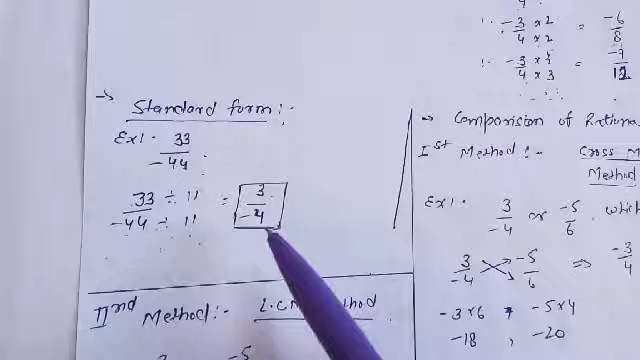 ∴ -3 × 2 / 4 × 2 = -6 / 8
∴ -3 × 3 / 4 × 3 = -9 / 12
→ Standard form:-
Ex1:- 33 / -44
33 ÷ 11 / -44 ÷ 11 = 3 / -4
→ Comparision of
Ist Method:- Cross
Method
Ex1. 3 / -4 or -5 / 6
3 / -4 -5 / 6 ⇒ -3 / 4
-3×6 , -5×4
-18 , -20
IInd Method:- L.C.M Method
-5